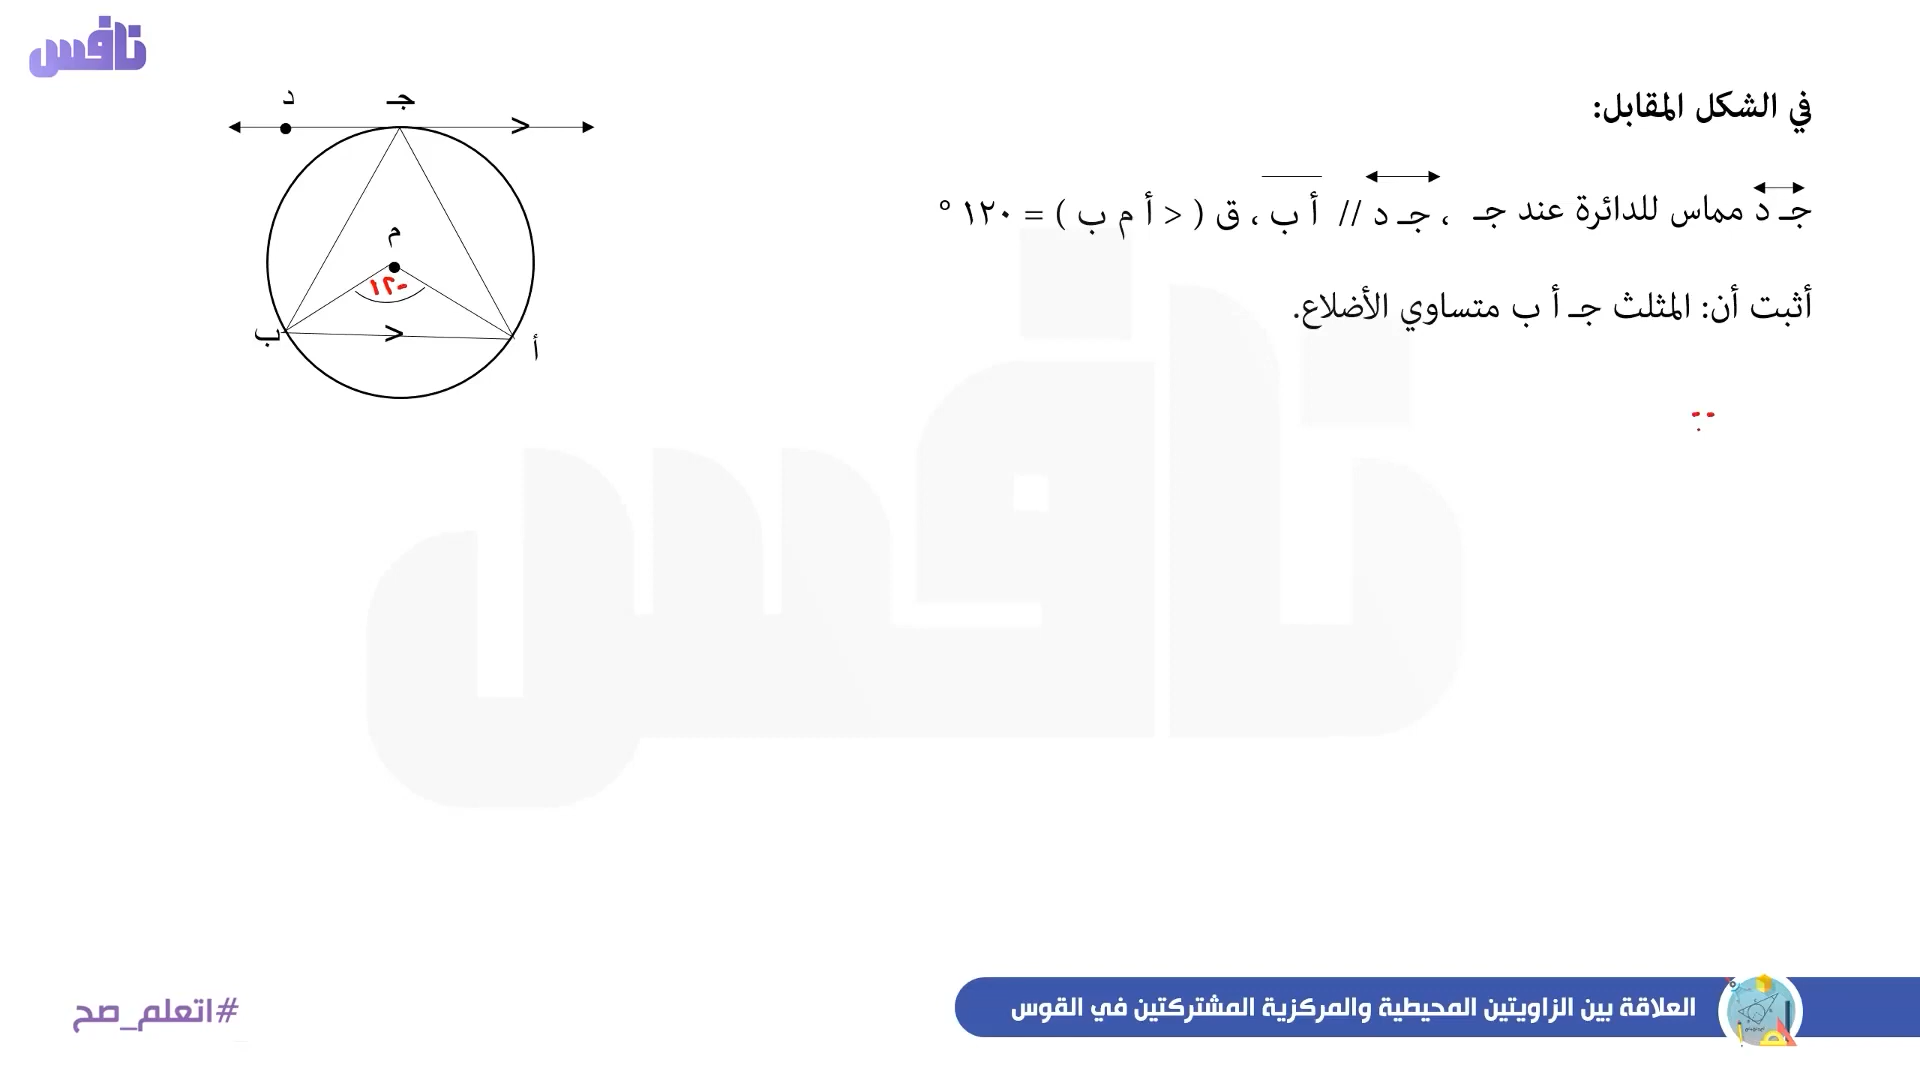 نافس
في الشكل المقابل:
جـ د مماس للدائرة عند جـ ، جـ د // أ ب ، ق ( < أ م ب ) = ١٢٠ °
أثبت أن: المثلث جـ أ ب متساوي الأضلاع.
د
جـ
م
١٢٠
ب
أ
نافس
العلاقة بين الزاويتين المحيطية والمركزية المشتركتين في القوس
#اتعلم_صح